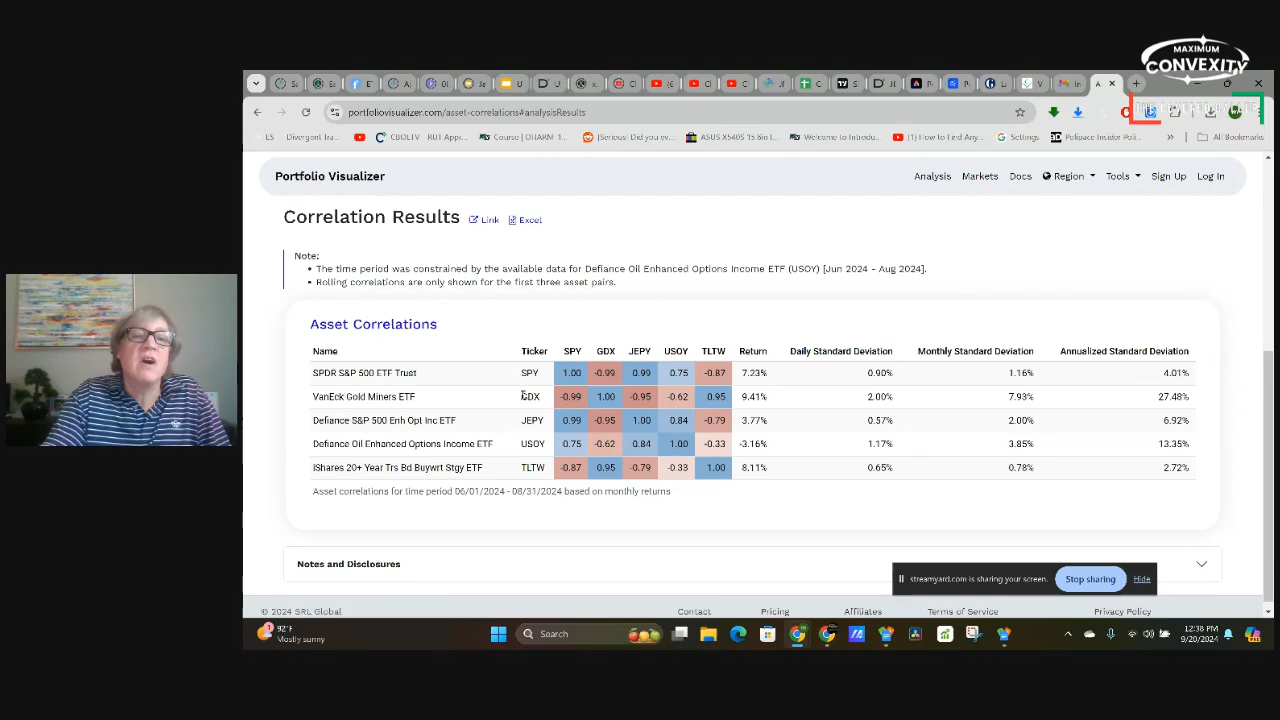 MAXIMUM
CONVEXITY
portfoliovisualizer.com/asset-correlations#analysisResults
LS Divergent Tra... CBOLTV : RUT Appr... Course | DHARM 1... [Serious] Did you ev... ASUS X540S 15.6in l... Welcome to Introdu... (1) How to Find Any... Settings Polipace Inspir Pali... » All Bookmarks
Portfolio Visualizer Analysis Markets Docs Region Tools Sign Up Log In
Correlation Results Link Excel
Note:
• The time period was constrained by the available data for Defiance Oil Enhanced Options Income ETF (USOY) [Jun 2024 - Aug 2024].
• Rolling correlations are only shown for the first three asset pairs.
Asset Correlations
Name Ticker SPY GDX JEPY USOY TLTW Return Daily Standard Deviation Monthly Standard Deviation Annualized Standard Deviation
SPDR S&P 500 ETF Trust SPY 1.00 -0.99 0.99 0.75 -0.87 7.23% 0.90% 1.16% 4.01%
VanEck Gold Miners ETF GDX -0.99 1.00 -0.95 -0.62 0.95 9.41% 2.00% 7.93% 27.48%
Defiance S&P 500 Enh Opt Inc ETF JEPY 0.99 -0.95 1.00 0.84 -0.79 3.77% 0.57% 2.00% 6.92%
Defiance Oil Enhanced Options Income ETF USOY 0.75 -0.62 0.84 1.00 -0.33 -3.16% 1.17% 3.85% 13.35%
iShares 20+ Year Trs Bd Buywrt Stgy ETF TLTW -0.87 0.95 -0.79 -0.33 1.00 8.11% 0.65% 0.78% 2.72%
Asset correlations for time period 06/01/2024 - 08/31/2024 based on monthly returns
Notes and Disclosures
streamyard.com is sharing your screen. Stop sharing Hide
© 2024 SRL Global Contact Pricing Affiliates Terms of Service Privacy Policy
92°F
Mostly sunny
Search
12:38 PM
9/20/2024